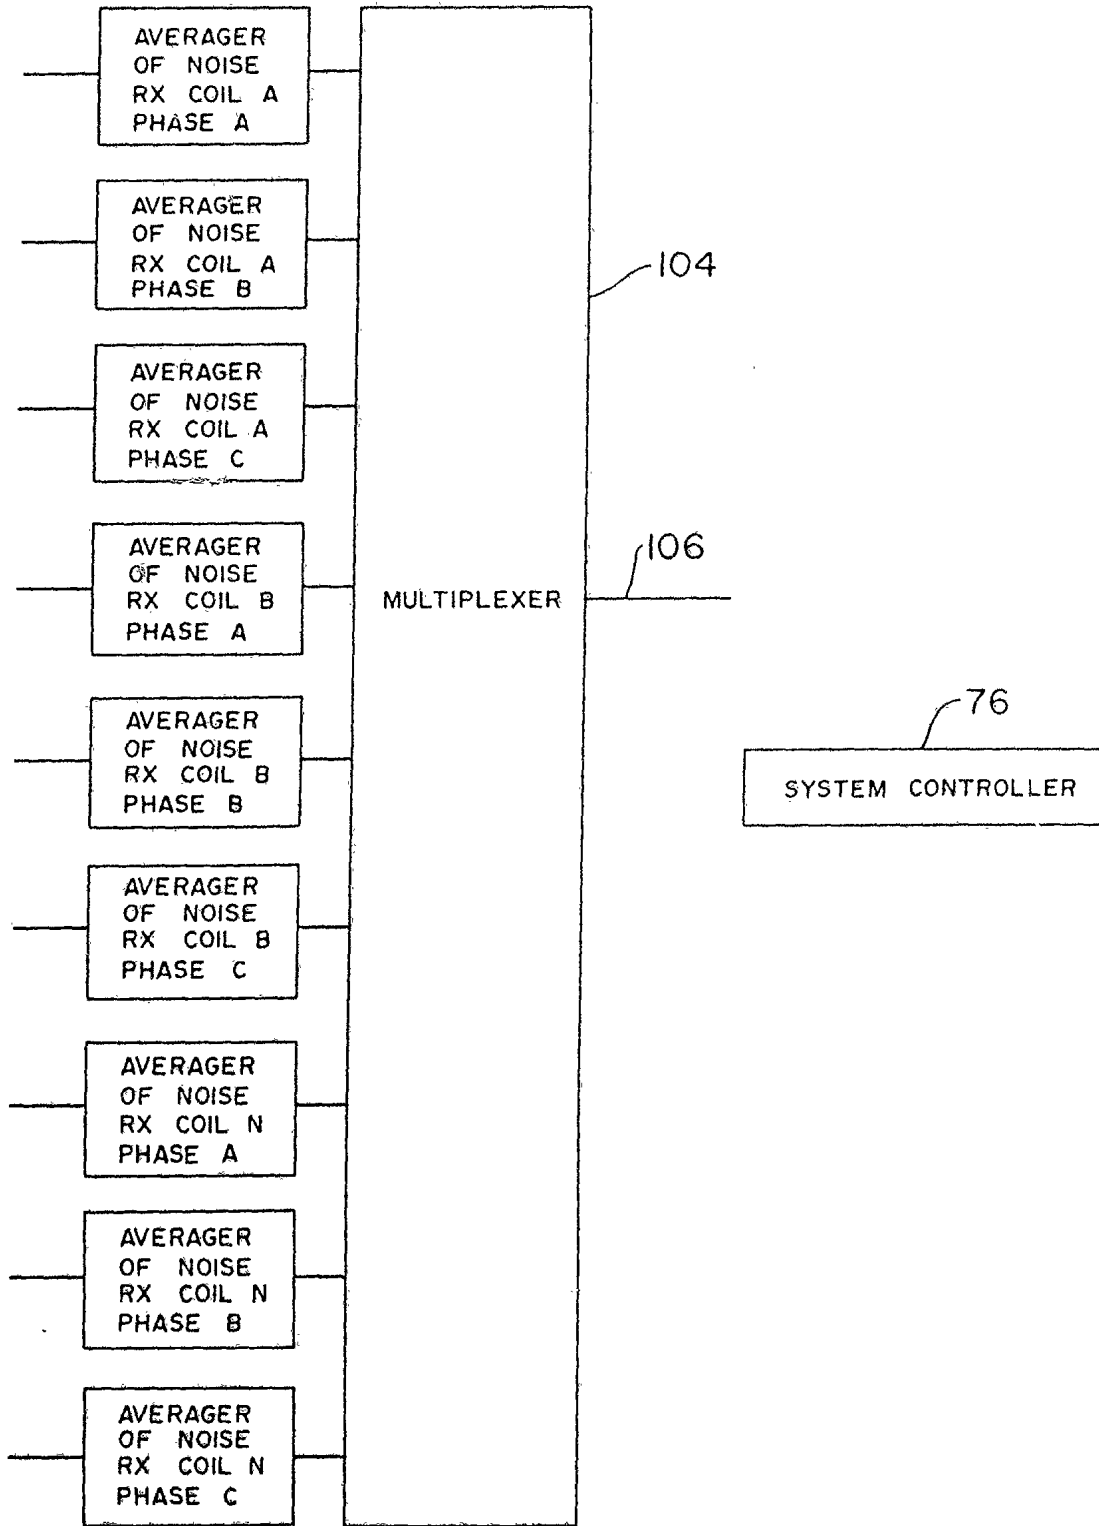 AVERAGER
OF NOISE
RX COIL A
PHASE A
AVERAGER
OF NOISE
RX COIL A
PHASE B
104
AVERAGER
OF NOISE
RX COIL A
PHASE C
AVERAGER
OF NOISE
RX COIL B
PHASE A
MULTIPLEXER
106
AVERAGER
OF NOISE
RX COIL B
PHASE B
76
SYSTEM CONTROLLER
AVERAGER
OF NOISE
RX COIL B
PHASE C
AVERAGER
OF NOISE
RX COIL N
PHASE A
AVERAGER
OF NOISE
RX COIL N
PHASE B
AVERAGER
OF NOISE
RX COIL N
PHASE C